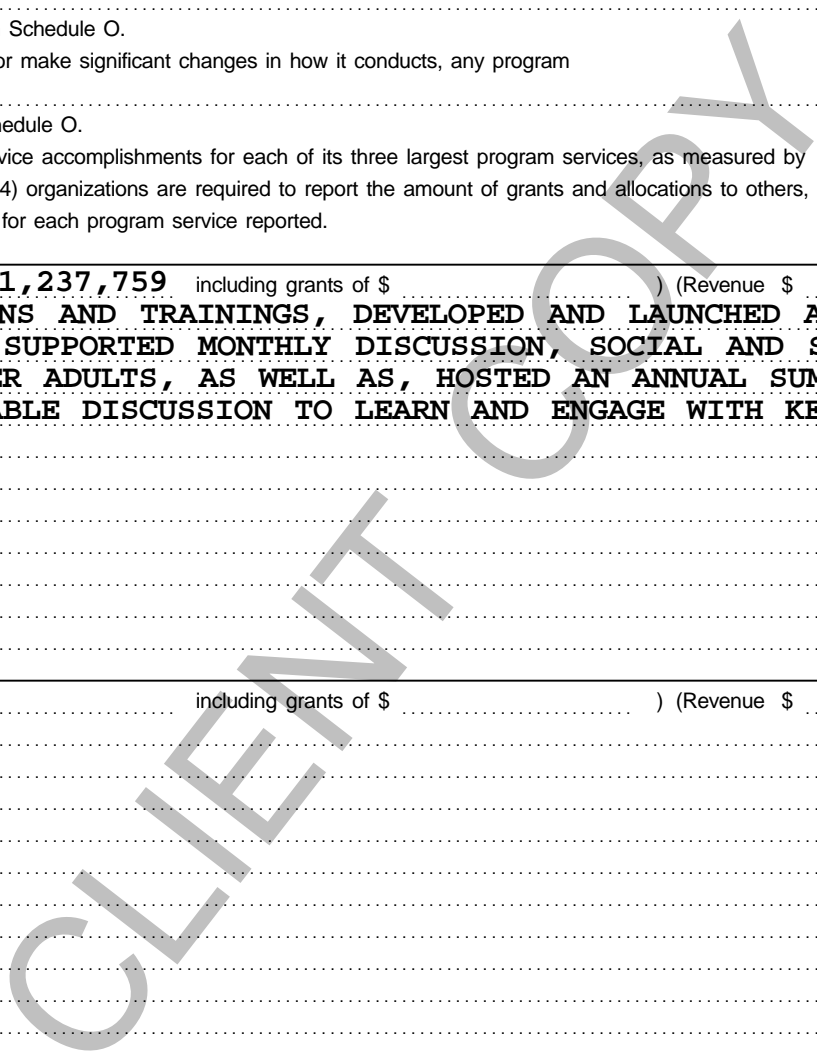 Schedule O.
or make significant changes in how it conducts, any program
hedule O.
vice accomplishments for each of its three largest program services, as measured by
4) organizations are required to report the amount of grants and allocations to others,
for each program service reported.
1,237,759 including grants of $ ) (Revenue $
NS AND TRAININGS, DEVELOPED AND LAUNCHED A
SUPPORTED MONTHLY DISCUSSION, SOCIAL AND S
ER ADULTS, AS WELL AS, HOSTED AN ANNUAL SUM
ABLE DISCUSSION TO LEARN AND ENGAGE WITH KE
including grants of $ ) (Revenue $
CLIENT COPY